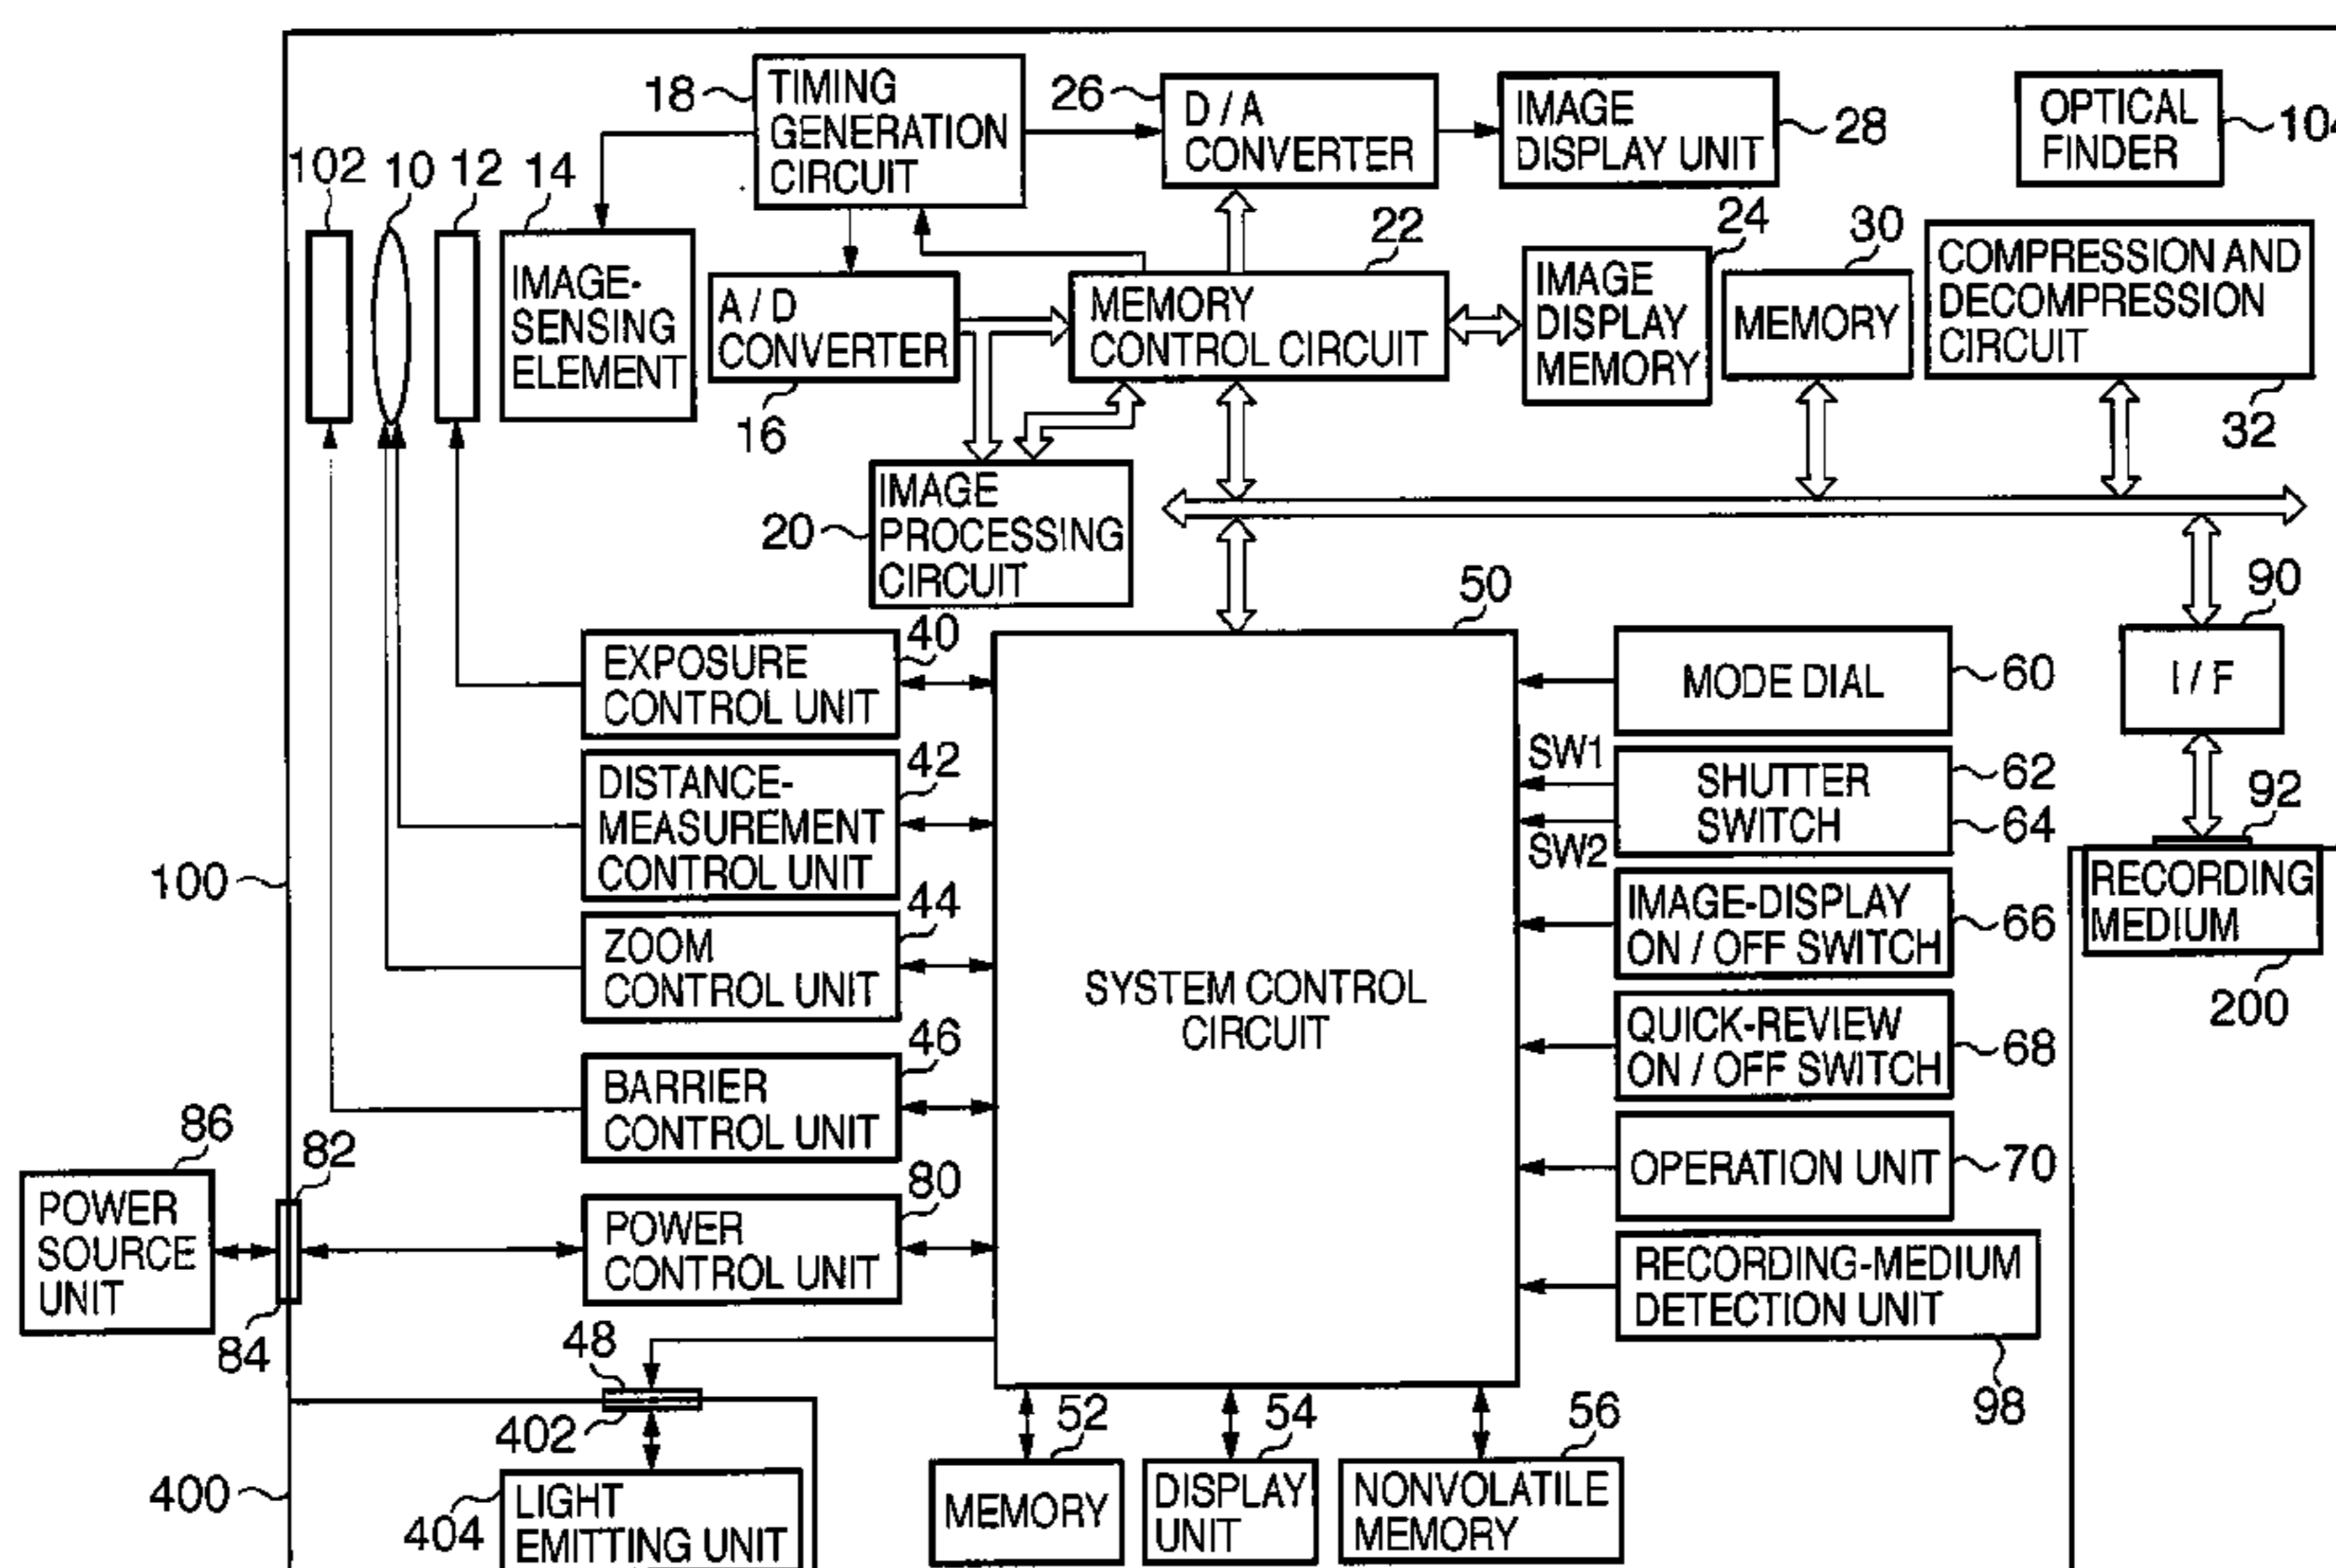 18
TIMING
GENERATION
CIRCUIT
26
D / A
CONVERTER
IMAGE
DISPLAY UNIT
28
OPTICAL
FINDER
104
102
10
12
14
IMAGE-
SENSING
ELEMENT
A / D
CONVERTER
16
22
MEMORY
CONTROL CIRCUIT
24
IMAGE
DISPLAY
MEMORY
30
MEMORY
COMPRESSION AND
DECOMPRESSION
CIRCUIT
32
20
IMAGE
PROCESSING
CIRCUIT
50
SYSTEM CONTROL
CIRCUIT
40
EXPOSURE
CONTROL UNIT
42
DISTANCE-
MEASUREMENT
CONTROL UNIT
44
ZOOM
CONTROL UNIT
46
BARRIER
CONTROL UNIT
80
POWER
CONTROL UNIT
100
86
POWER
SOURCE
UNIT
82
84
MODE DIAL
60
SW1
SW2
SHUTTER
SWITCH
62
64
IMAGE-DISPLAY
ON / OFF SWITCH
66
QUICK-REVIEW
ON / OFF SWITCH
68
OPERATION UNIT
70
RECORDING-MEDIUM
DETECTION UNIT
98
90
I / F
92
RECORDING
MEDIUM
200
48
402
400
404
LIGHT
EMITTING UNIT
52
MEMORY
54
DISPLAY
UNIT
56
NONVOLATILE
MEMORY